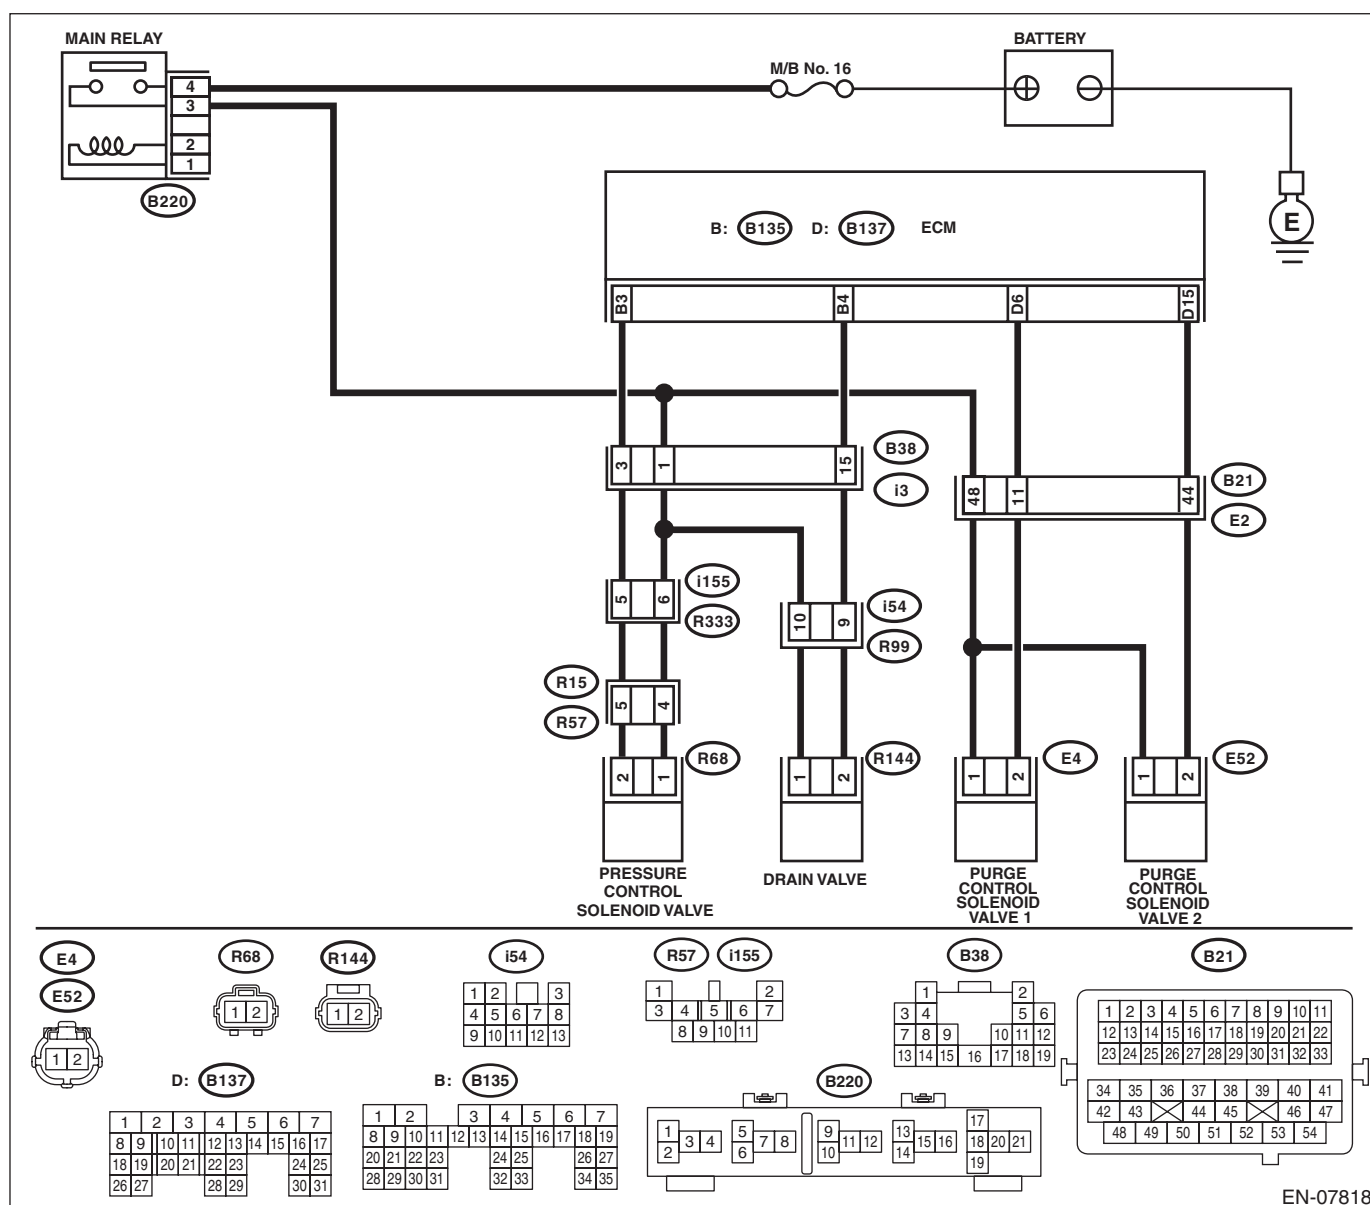 MAIN RELAY
BATTERY
M/B No. 16
4
3
2
1
B220
E
B: B135 D: B137 ECM
B3 B4 D6 D15
3 1 15
B38
i3
48 11 44
B21
E2
5 6
i155
R333
10 9
i54
R99
R15
R57
5 4
2 1
R68
1 2
R144
1 2
E4
1 2
E52
PRESSURE
CONTROL
SOLENOID VALVE
DRAIN VALVE
PURGE
CONTROL
SOLENOID
VALVE 1
PURGE
CONTROL
SOLENOID
VALVE 2
E4
E52
1 2
R68
1 2
R144
1 2
i54
1 2 3
4 5 6 7 8
9 10 11 12 13
R57 i155
1 2
3 4 5 6 7
8 9 10 11
B38
1 2
3 4 5 6
7 8 9 10 11 12
13 14 15 16 17 18 19
B21
1 2 3 4 5 6 7 8 9 10 11
12 13 14 15 16 17 18 19 20 21 22
23 24 25 26 27 28 29 30 31 32 33
34 35 36 37 38 39 40 41
42 43 44 45 46 47
48 49 50 51 52 53 54
D: B137
1 2 3 4 5 6 7
8 9 10 11 12 13 14 15 16 17
18 19 20 21 22 23 24 25
26 27 28 29 30 31
B: B135
1 2 3 4 5 6 7
8 9 10 11 12 13 14 15 16 17 18 19
20 21 22 23 24 25 26 27
28 29 30 31 32 33 34 35
B220
1 2 3 4
5 6 7 8
9 10 11 12
13 14 15 16
17 18 19 20 21
EN-07818